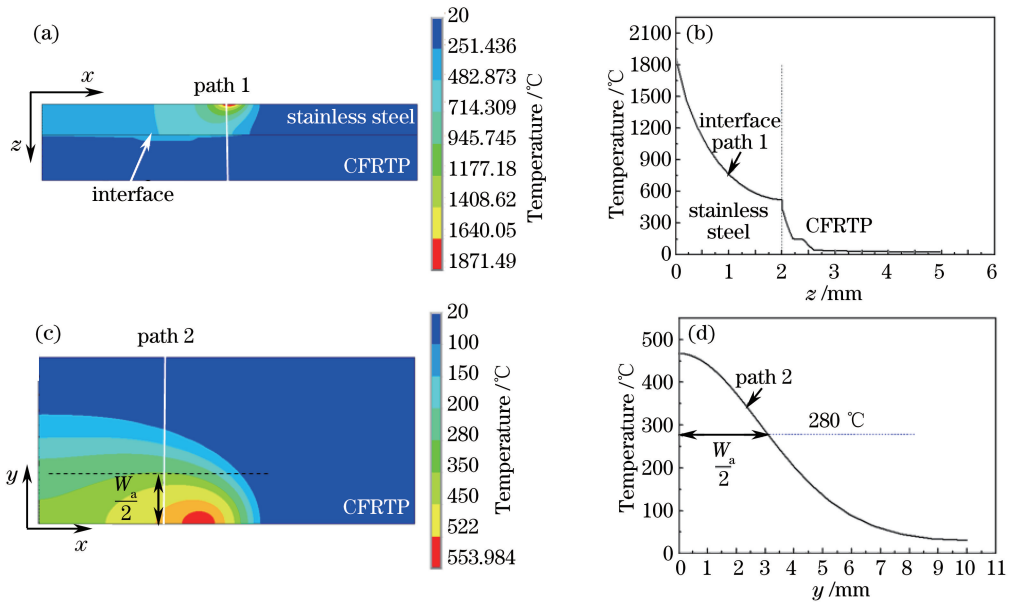 (a)
x
z
path 1
stainless steel
CFRTP
interface
20
251.436
482.873
714.309
945.745
1177.18
1408.62
1640.05
1871.49
Temperature /℃
(b)
2100
1800
1500
1200
900
600
300
0
Temperature /℃
interface
path 1
stainless
steel
CFRTP
0 1 2 3 4 5 6
z /mm
(c)
path 2
y
x
Wa
2
CFRTP
20
100
150
200
280
350
450
522
553.984
Temperature /℃
(d)
500
400
300
200
100
0
Temperature /℃
path 2
280 ℃
Wa
2
0 1 2 3 4 5 6 7 8 9 10 11
y /mm